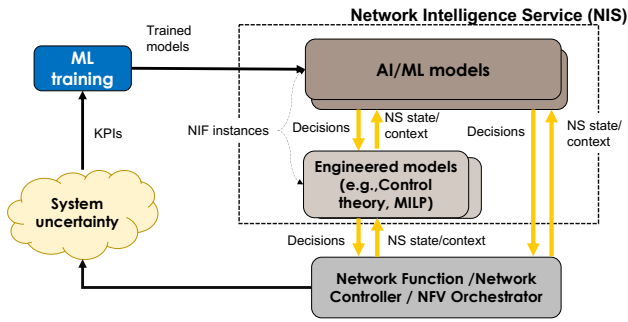 Network Intelligence Service (NIS)
Trained
models
ML
training
AI/ML models
KPIs
NIF instances
Decisions
NS state/
context
Decisions
NS state/
context
Engineered models
(e.g.,Control
theory, MILP)
System
uncertainty
Decisions
NS state/context
Network Function /Network
Controller / NFV Orchestrator